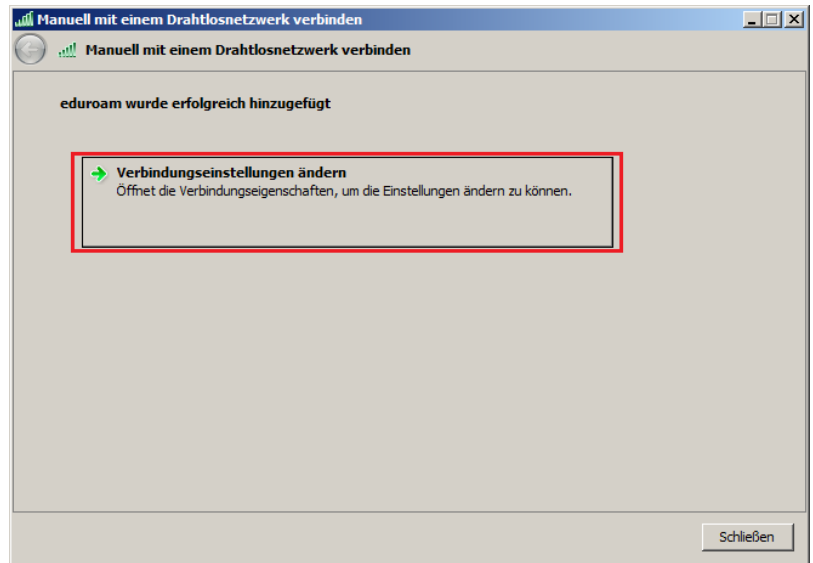 Manuell mit einem Drahtlosnetzwerk verbinden
Manuell mit einem Drahtlosnetzwerk verbinden
eduroam wurde erfolgreich hinzugefügt
Verbindungseinstellungen ändern
Öffnet die Verbindungseigenschaften, um die Einstellungen ändern zu können.
Schließen